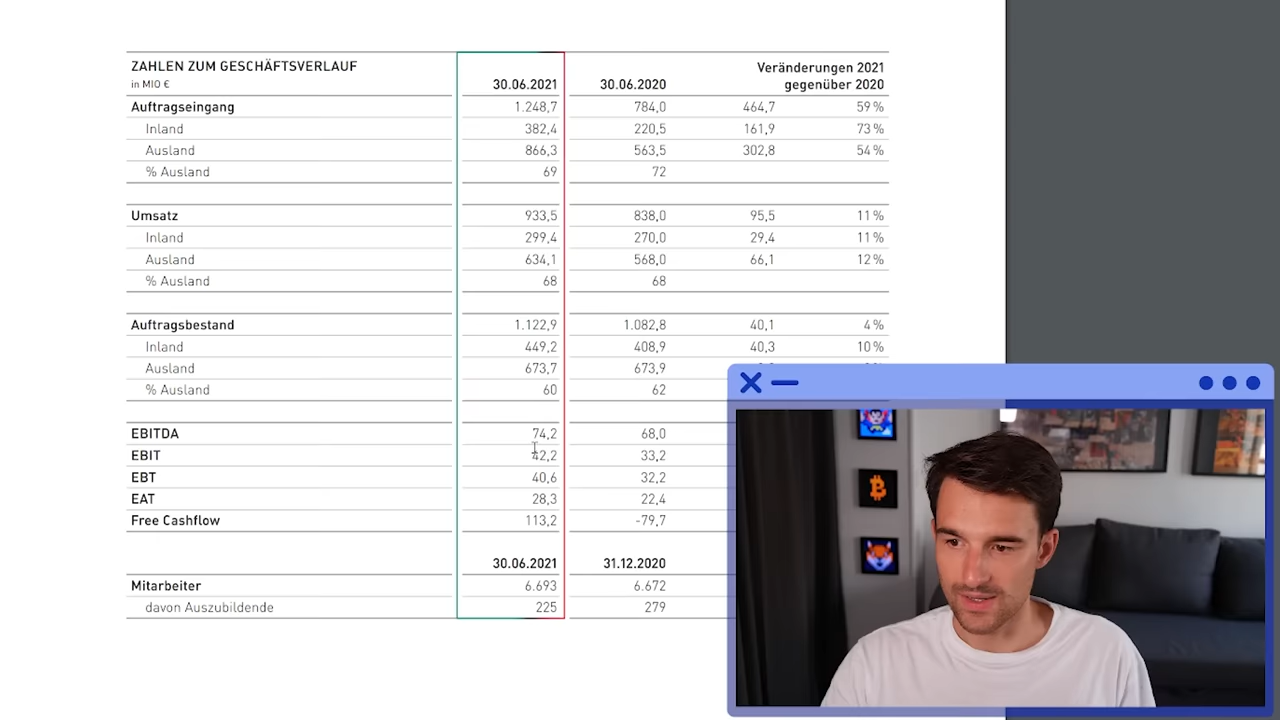 ZAHLEN ZUM GESCHÄFTSVERLAUF Veränderungen 2021
in MIO € 30.06.2021 30.06.2020 gegenüber 2020
Auftragseingang 1.248,7 784,0 464,7 59 %
Inland 382,4 220,5 161,9 73 %
Ausland 866,3 563,5 302,8 54 %
% Ausland 69 72
Umsatz 933,5 838,0 95,5 11 %
Inland 299,4 270,0 29,4 11 %
Ausland 634,1 568,0 66,1 12 %
% Ausland 68 68
Auftragsbestand 1.122,9 1.082,8 40,1 4 %
Inland 449,2 408,9 40,3 10 %
Ausland 673,7 673,9
% Ausland 60 62
EBITDA 74,2 68,0
EBIT 42,2 33,2
EBT 40,6 32,2
EAT 28,3 22,4
Free Cashflow 113,2 -79,7
30.06.2021 31.12.2020
Mitarbeiter 6.693 6.672
davon Auszubildende 225 279